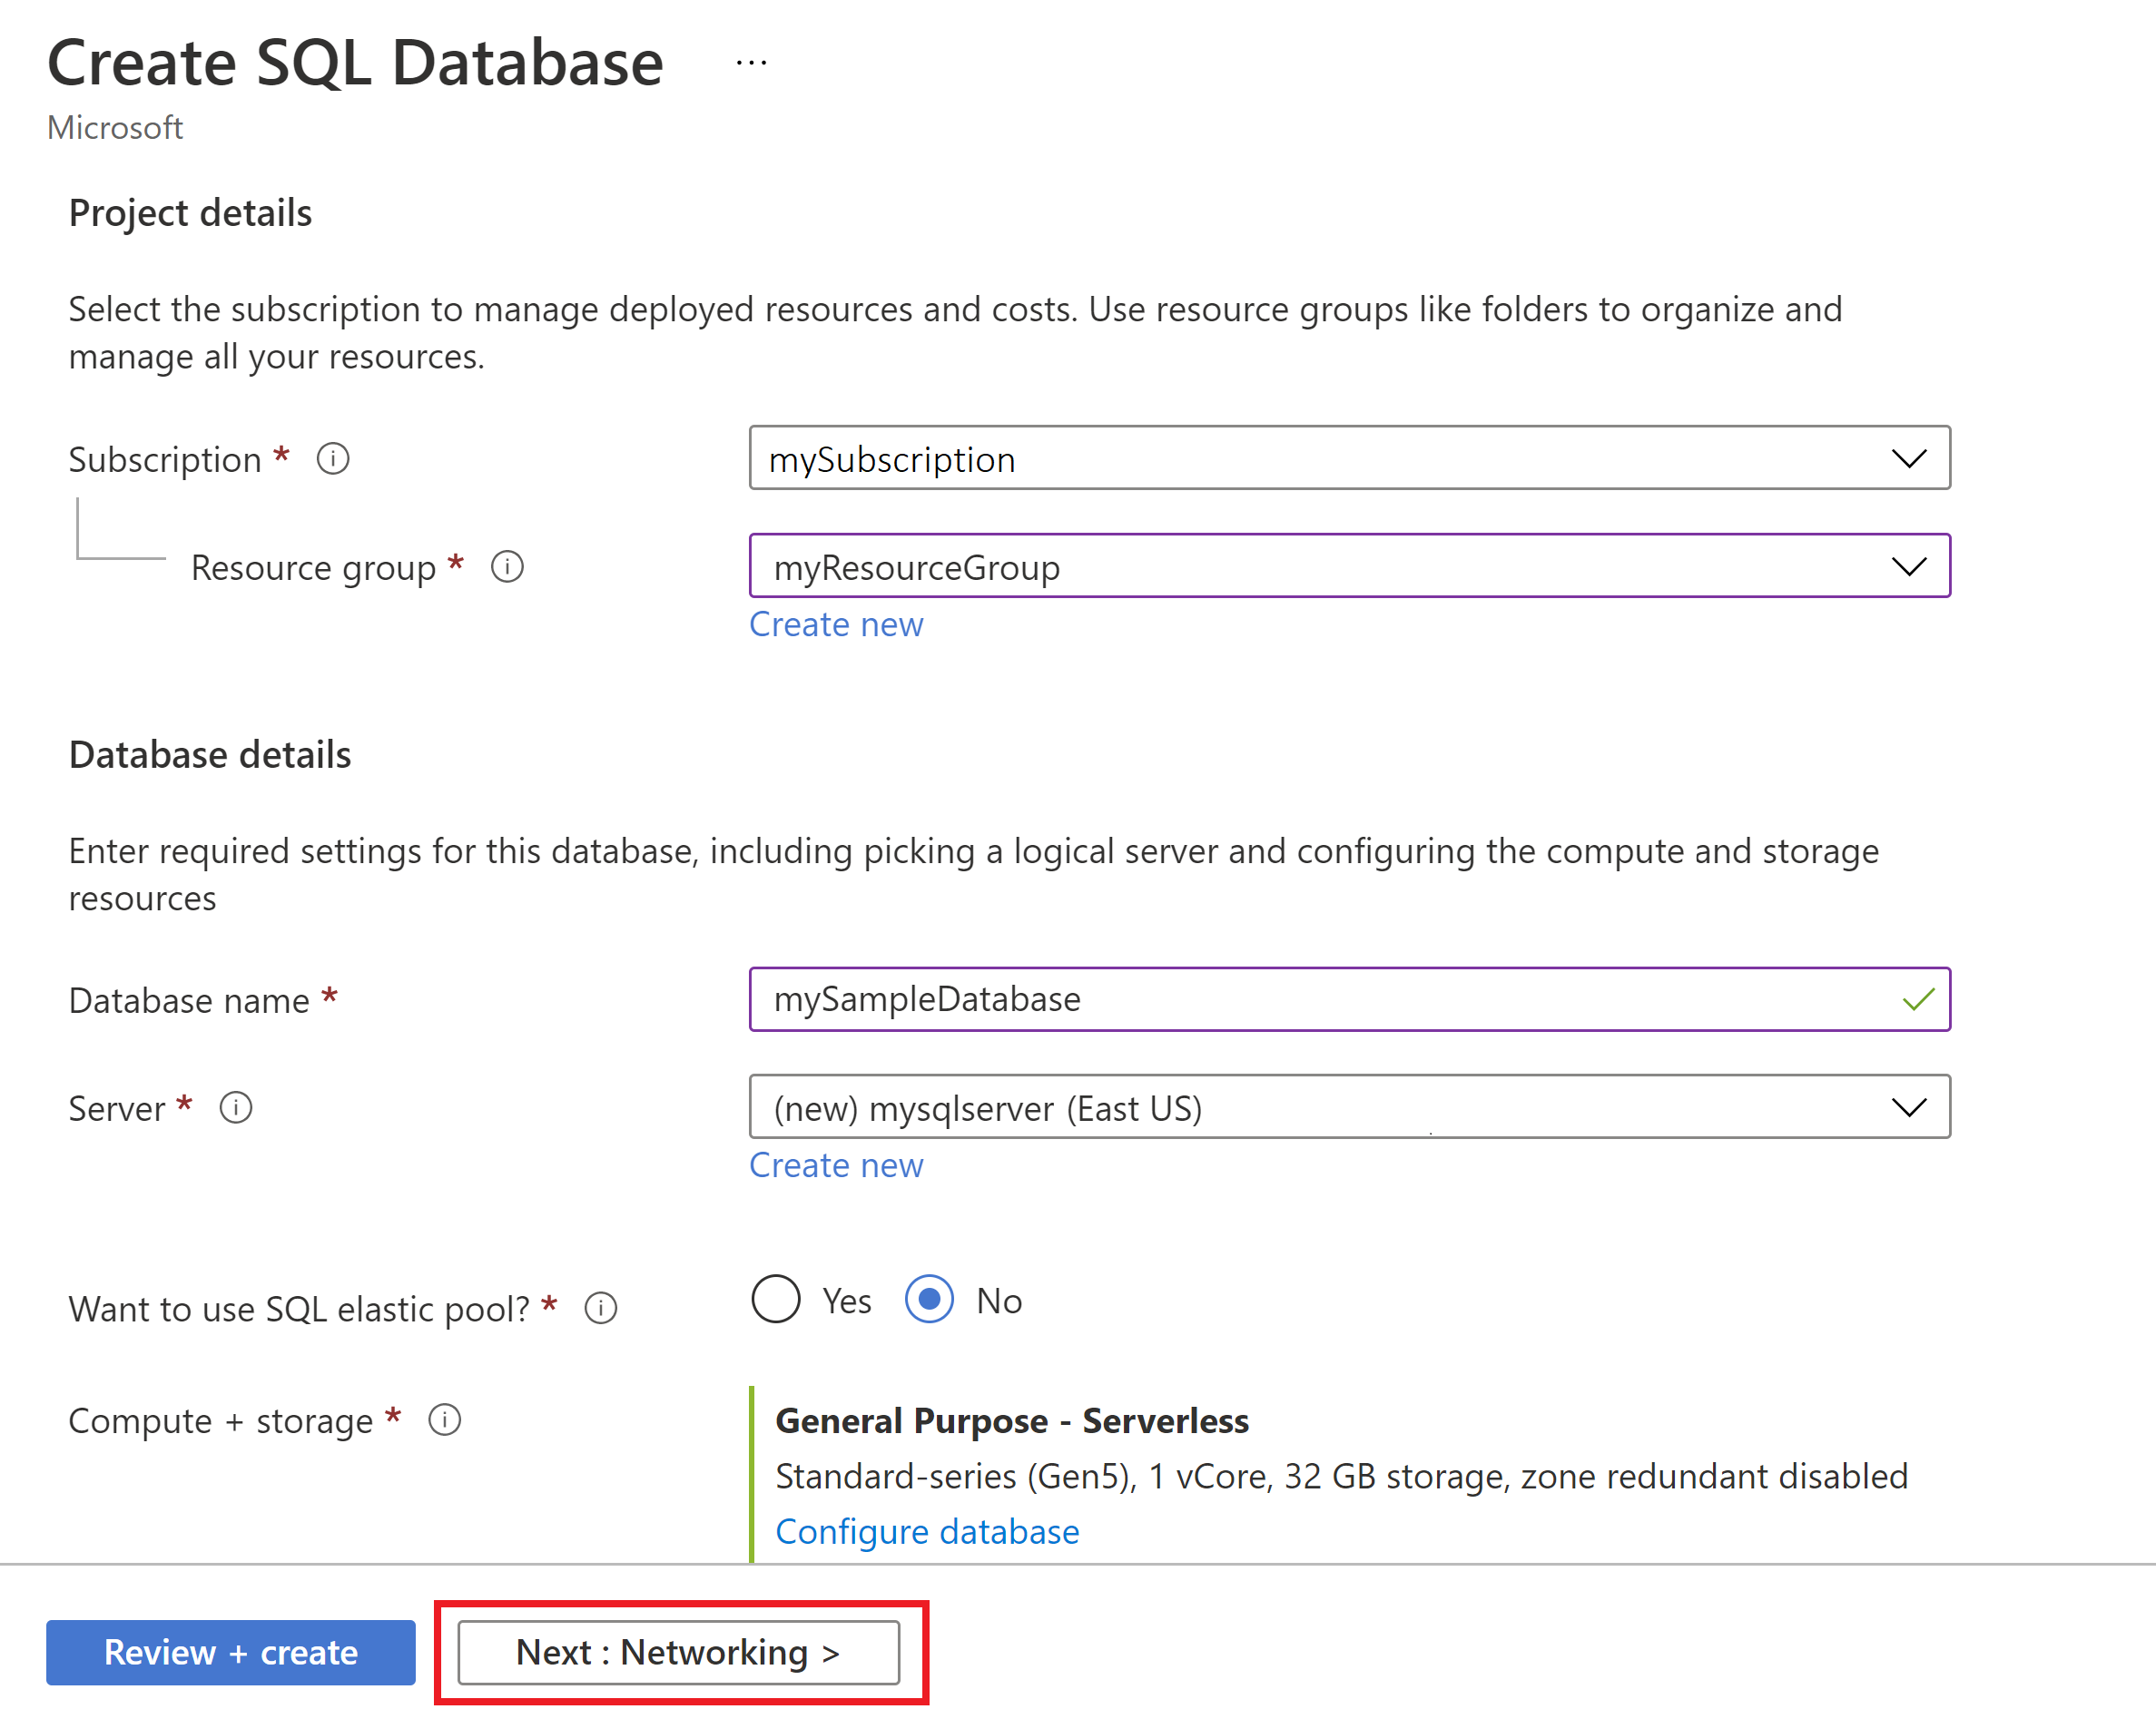 Create SQL Database ...
Microsoft
Project details
Select the subscription to manage deployed resources and costs. Use resource groups like folders to organize and
manage all your resources.
Subscription * mySubscription
Resource group * myResourceGroup
Create new
Database details
Enter required settings for this database, including picking a logical server and configuring the compute and storage
resources
Database name * mySampleDatabase
Server * (new) mysqlserver (East US)
Create new
Want to use SQL elastic pool? * Yes No
Compute + storage * General Purpose - Serverless
Standard-series (Gen5), 1 vCore, 32 GB storage, zone redundant disabled
Configure database
Review + create Next : Networking >